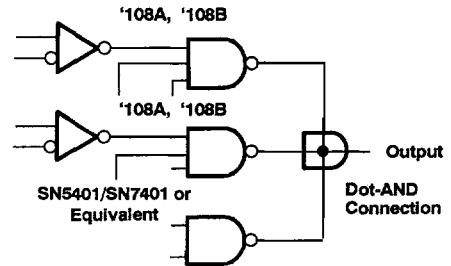 '108A, '108B
'108A, '108B
Output
SN5401/SN7401 or
Equivalent
Dot-AND
Connection